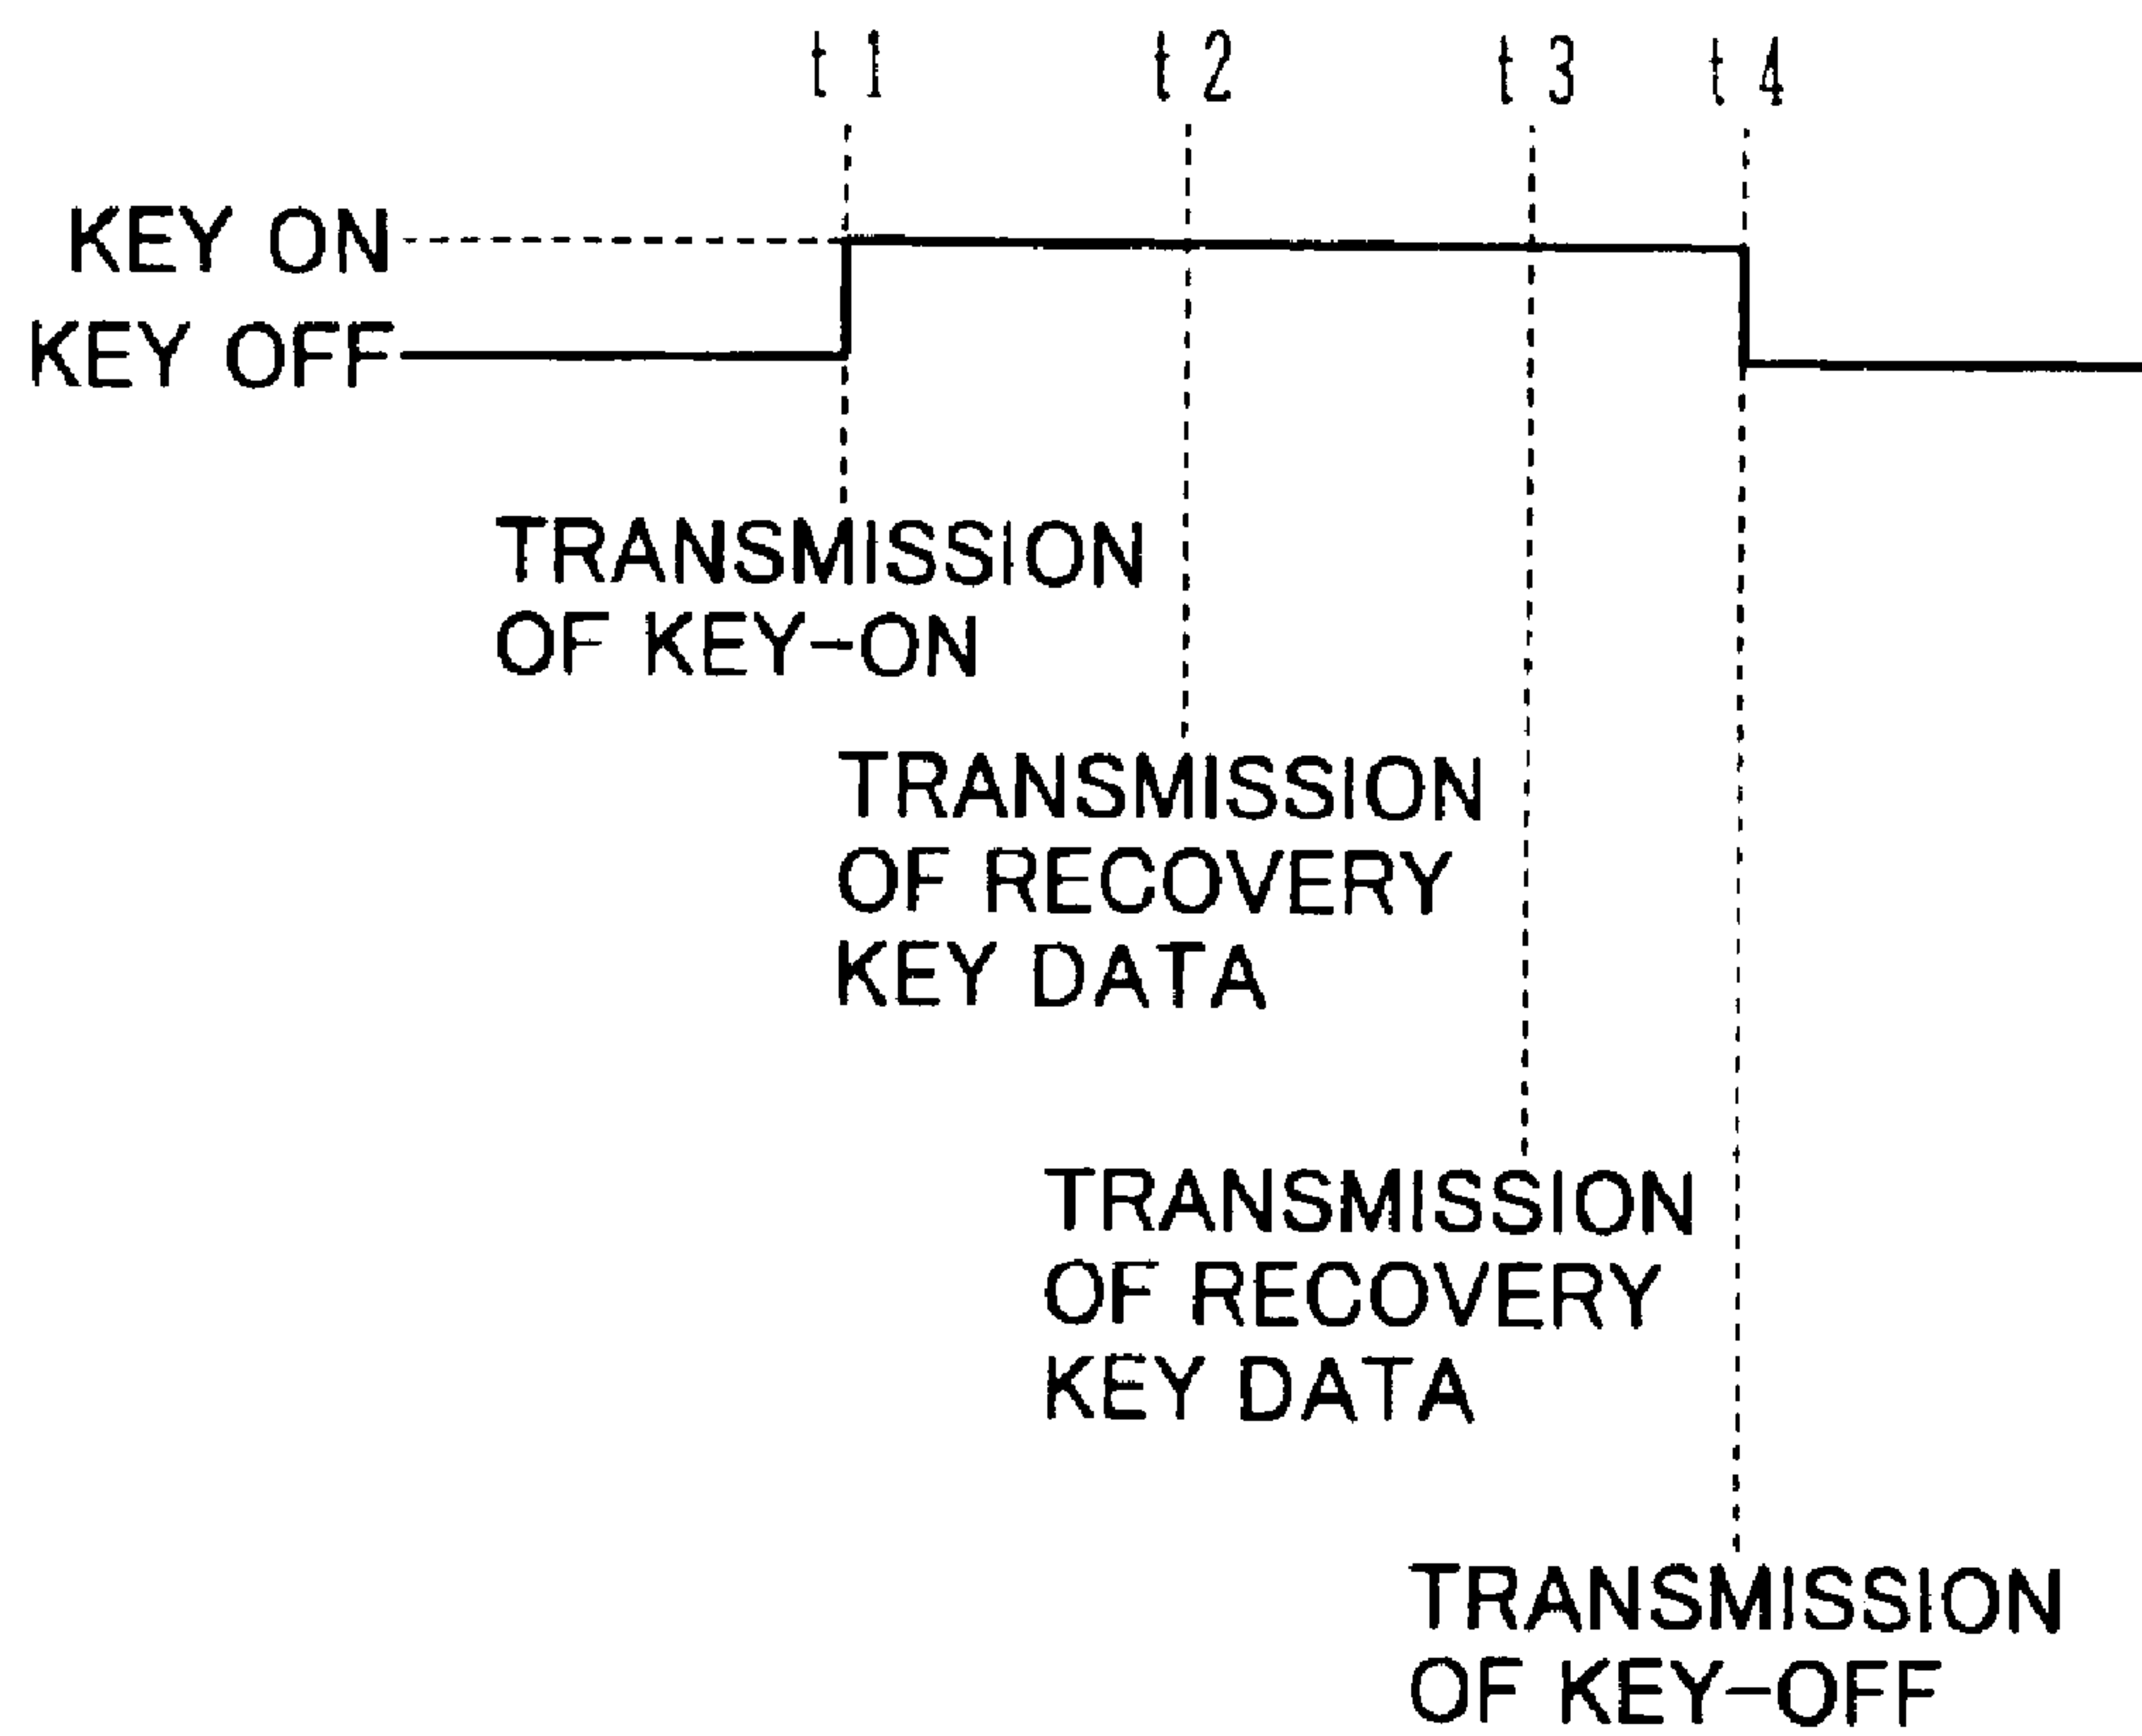 t1 t2 t3 t4
KEY ON
KEY OFF
TRANSMISSION
OF KEY-ON
TRANSMISSION
OF RECOVERY
KEY DATA
TRANSMISSION
OF RECOVERY
KEY DATA
TRANSMISSION
OF KEY-OFF